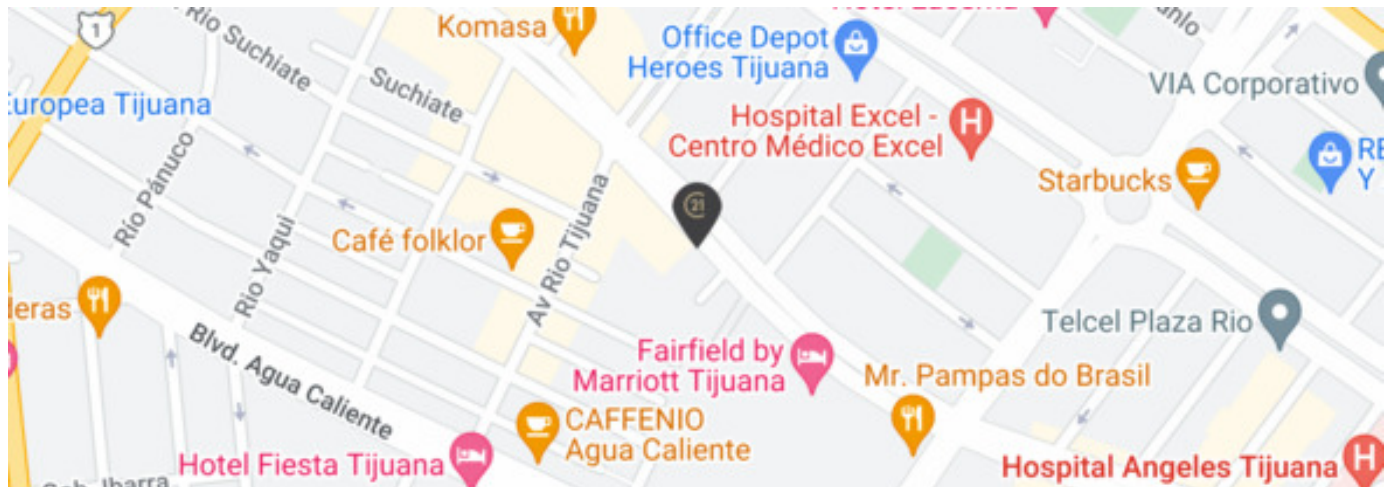 1
Rio Suchiate
Komasa
Office Depot
Heroes Tijuana
VIA Corporativo
Suchiate
Europea Tijuana
Hospital Excel -
Centro Médico Excel
RE
Y
Starbucks
Río Pánuco
21
Café folklor
Rio Yaqui
Av Rio Tijuana
Telcel Plaza Rio
Blvd. Agua Caliente
Fairfield by
Marriott Tijuana
Mr. Pampas do Brasil
CAFFENIO
Agua Caliente
Hotel Fiesta Tijuana
Hospital Angeles Tijuana